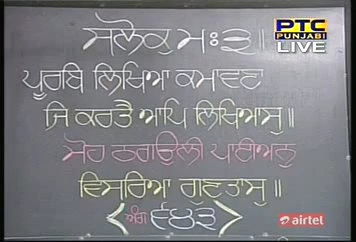 ਸਲੋਕੁ ਮਃ ੩॥
PTC
PUNJABI
LIVE
ਪੂਰਬਿ ਲਿਖਿਆ ਕਮਾਵਣਾ
ਜਿ ਕਰਤੈ ਆਪਿ ਲਿਖਿਆਸੁ॥
ਮੋਹ ਠਗਉਲੀ ਪਾਈਅਨੁ
ਵਿਸਰਿਆ ਗੁਣਤਾਸੁ॥
<ਅੰਗ ੬੪੩>
airtel